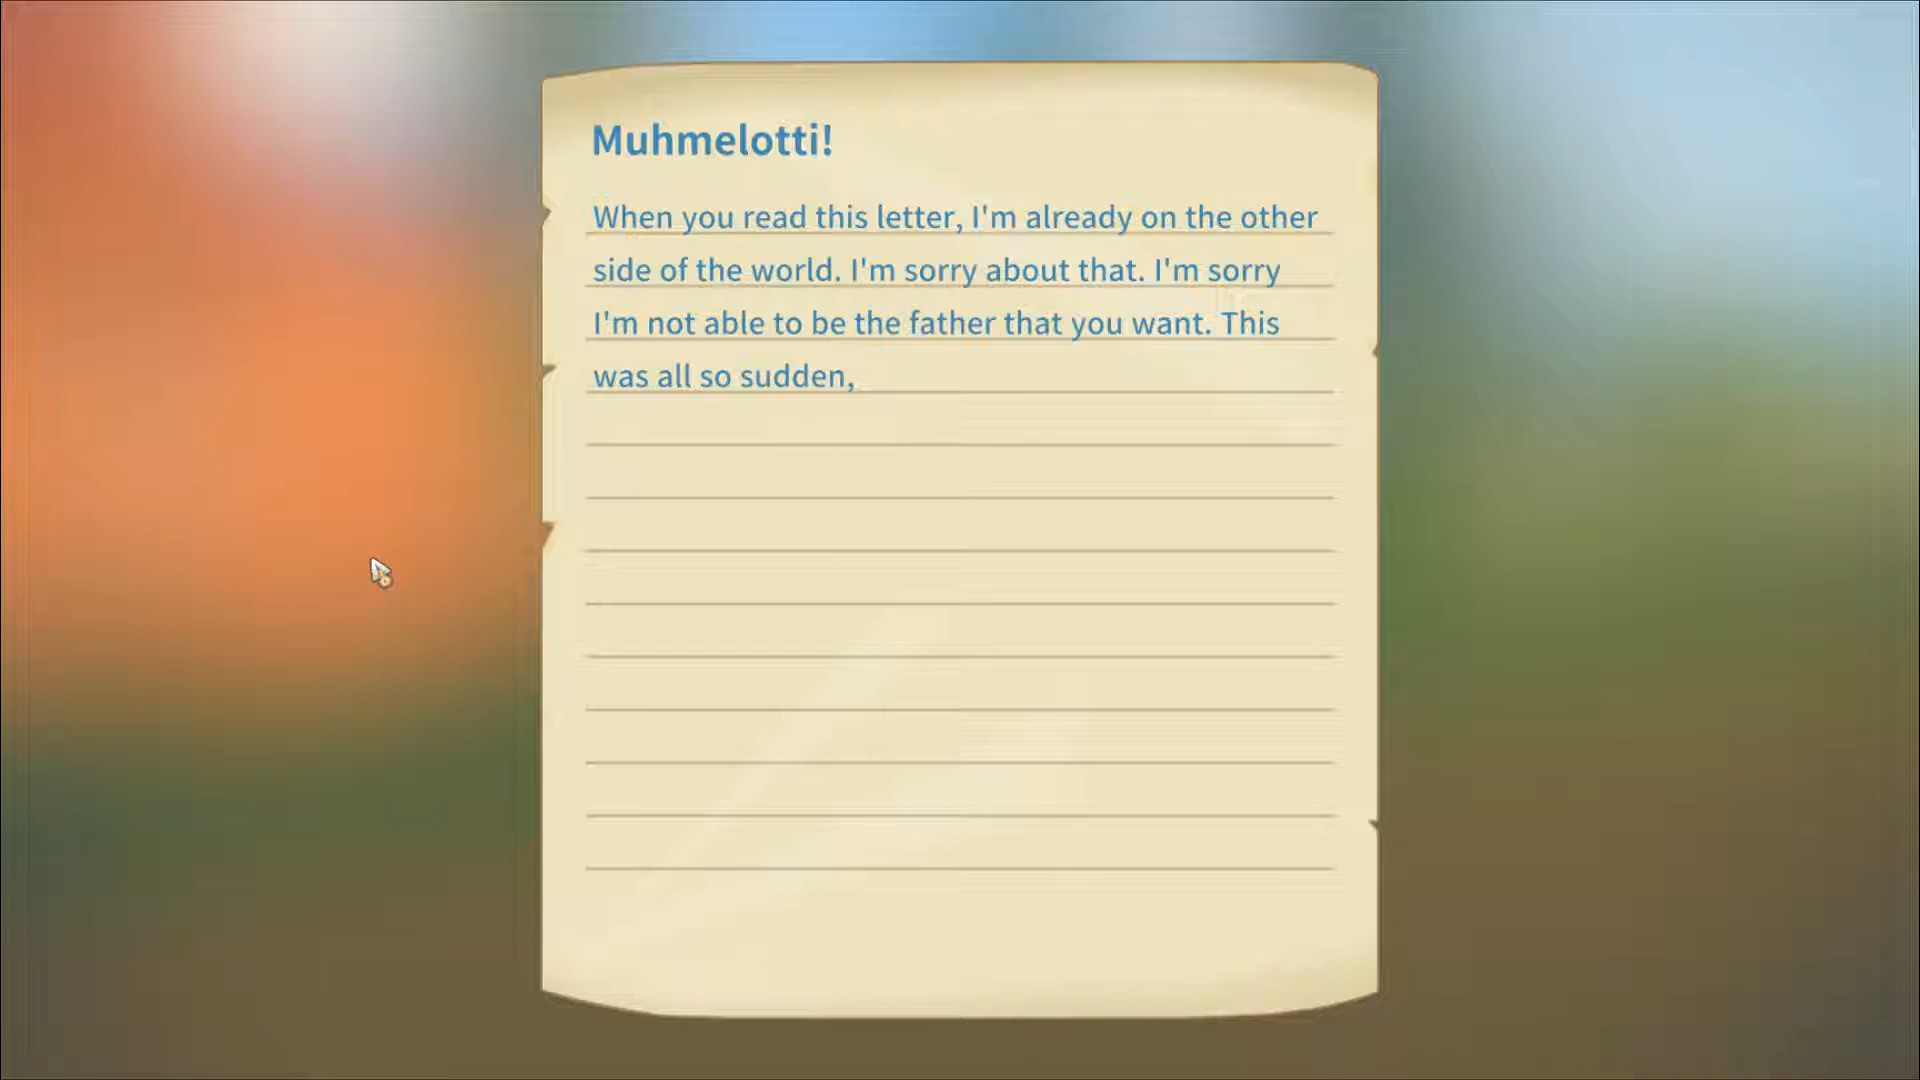 Muhmelotti!
When you read this letter, I'm already on the other
side of the world. I'm sorry about that. I'm sorry
I'm not able to be the father that you want. This
was all so sudden,